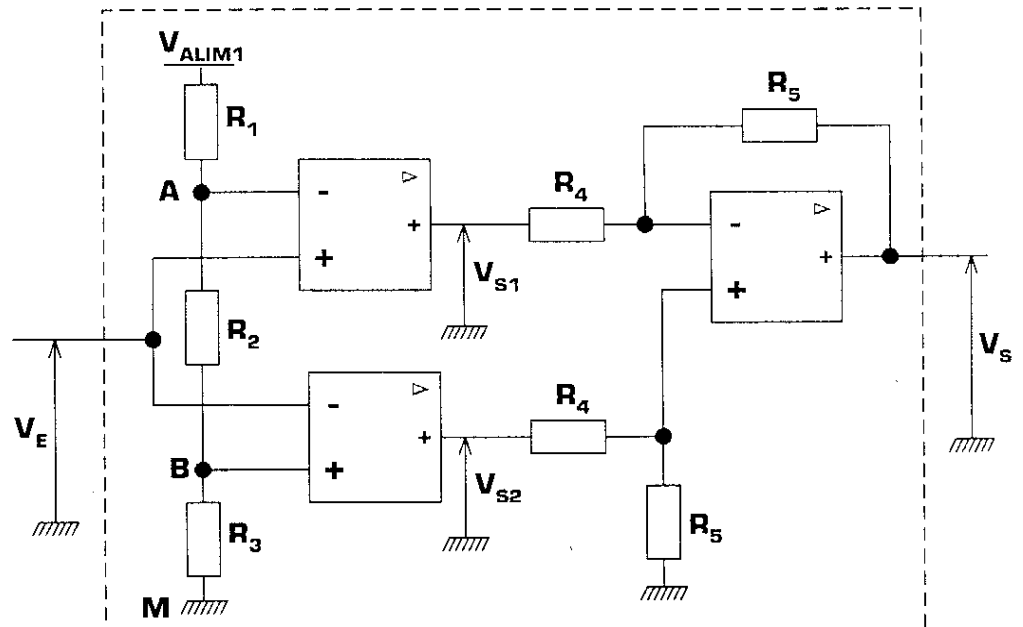 V_ALIM1
R₁
R₅
A
-
+
+
V_S1
R₄
-
+
+
R₂
V_E
V_S
-
+
+
V_S2
R₄
B
R₃
R₅
M